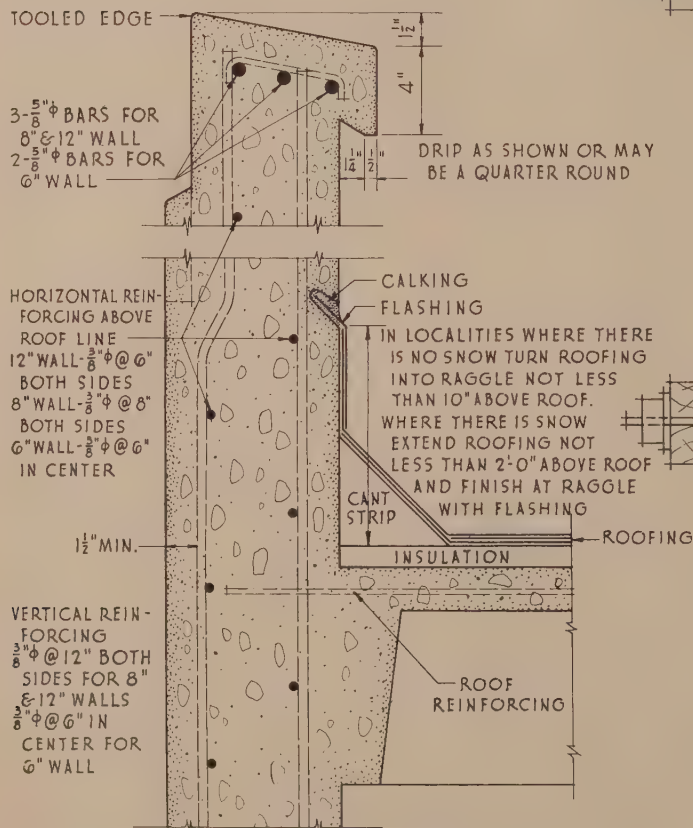 TOOLED EDGE
3-5/8"ϕ BARS FOR
8" & 12" WALL
2-5/8"ϕ BARS FOR
6" WALL
1 1/2"
4"
1 1/4"
1/2"
DRIP AS SHOWN OR MAY
BE A QUARTER ROUND
HORIZONTAL REIN-
FORCING ABOVE
ROOF LINE
12" WALL-3/8"ϕ @ 6"
BOTH SIDES
8" WALL-3/8"ϕ @ 8"
BOTH SIDES
6" WALL-3/8"ϕ @ 6"
IN CENTER
CALKING
FLASHING
IN LOCALITIES WHERE THERE
IS NO SNOW TURN ROOFING
INTO RAGGLE NOT LESS
THAN 10" ABOVE ROOF.
WHERE THERE IS SNOW
EXTEND ROOFING NOT
LESS THAN 2'-0" ABOVE ROOF
AND FINISH AT RAGGLE
WITH FLASHING
CANT
STRIP
ROOFING
INSULATION
1 1/2" MIN.
VERTICAL REIN-
FORCING
3/8"ϕ @ 12" BOTH
SIDES FOR 8"
& 12" WALLS
3/8"ϕ @ 6" IN
CENTER FOR
6" WALL
ROOF
REINFORCING